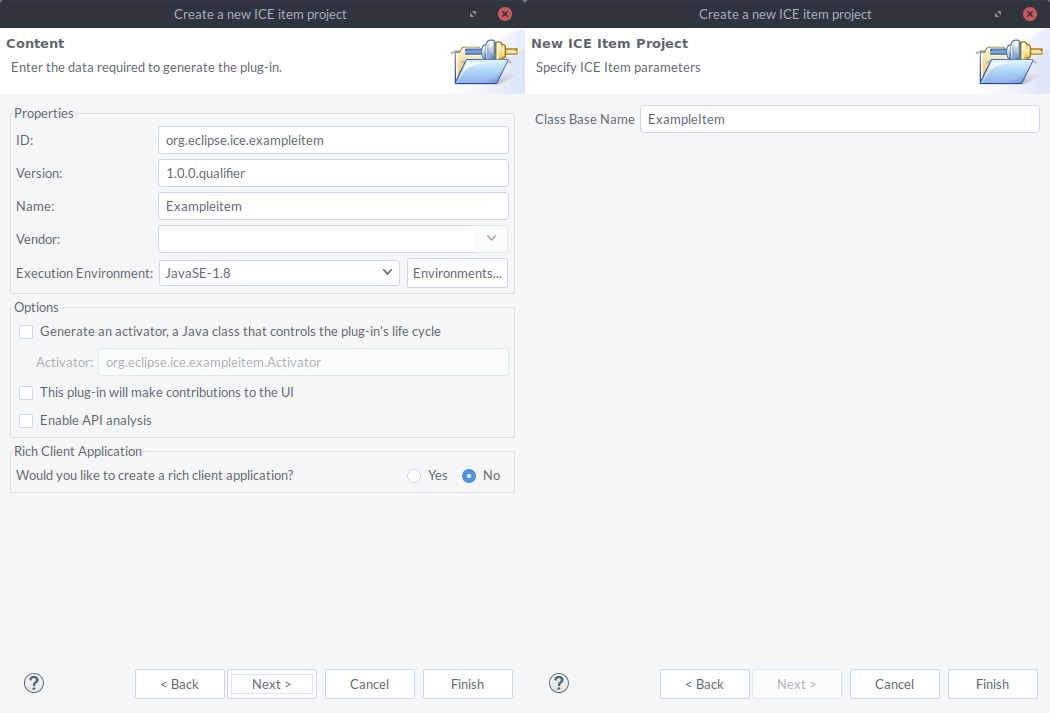 Create a new ICE item project
Content
Enter the data required to generate the plug-in.
Properties
ID: org.eclipse.ice.exampleitem
Version: 1.0.0.qualifier
Name: Exampleitem
Vendor:
Execution Environment: JavaSE-1.8 Environments...
Options
Generate an activator, a Java class that controls the plug-in's life cycle
Activator: org.eclipse.ice.exampleitem.Activator
This plug-in will make contributions to the UI
Enable API analysis
Rich Client Application
Would you like to create a rich client application? Yes No
? < Back Next > Cancel Finish
Create a new ICE item project
New ICE Item Project
Specify ICE Item parameters
Class Base Name ExampleItem
? < Back Next > Cancel Finish